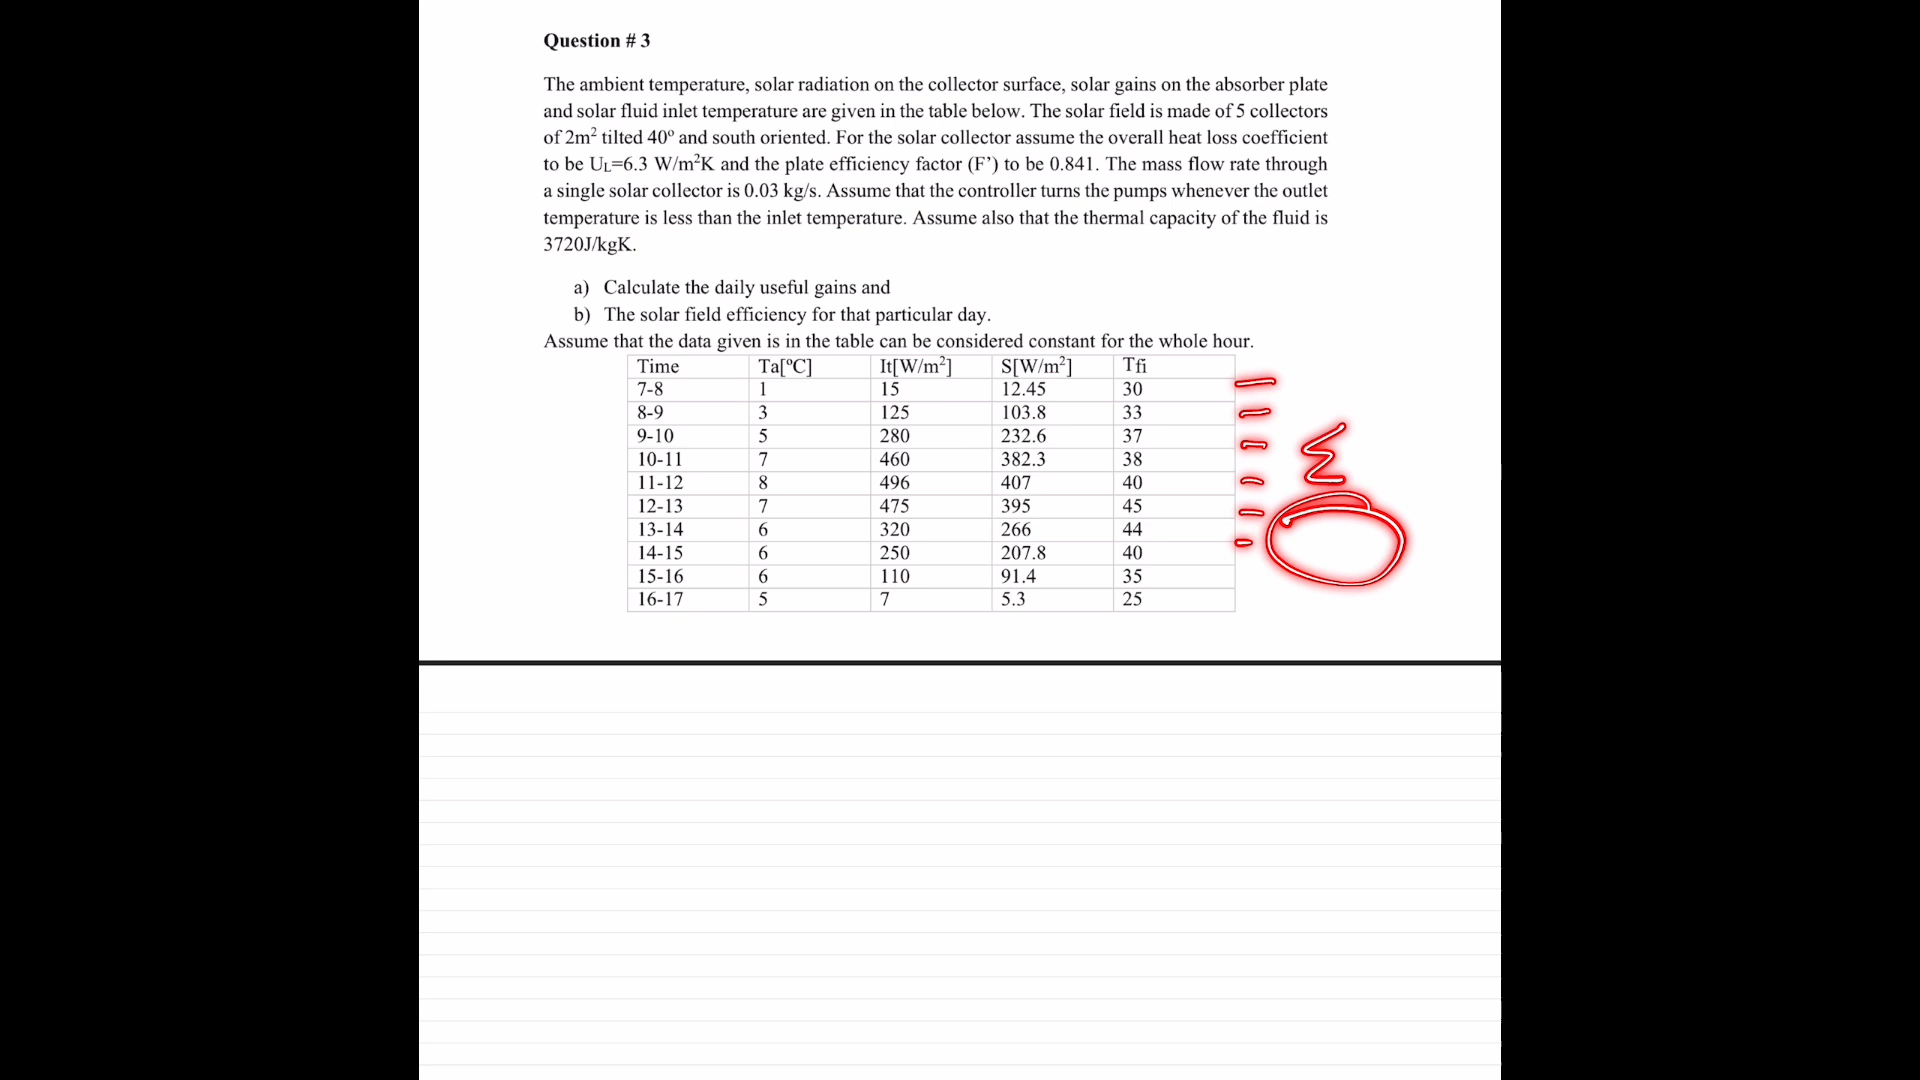 Question # 3
The ambient temperature, solar radiation on the collector surface, solar gains on the absorber plate
and solar fluid inlet temperature are given in the table below. The solar field is made of 5 collectors
of 2m² tilted 40º and south oriented. For the solar collector assume the overall heat loss coefficient
to be UL=6.3 W/m²K and the plate efficiency factor (F’) to be 0.841. The mass flow rate through
a single solar collector is 0.03 kg/s. Assume that the controller turns the pumps whenever the outlet
temperature is less than the inlet temperature. Assume also that the thermal capacity of the fluid is
3720J/kgK.
a) Calculate the daily useful gains and
b) The solar field efficiency for that particular day.
Assume that the data given is in the table can be considered constant for the whole hour.
Time Ta[ºC] It[W/m²] S[W/m²] Tfi
7-8 1 15 12.45 30
8-9 3 125 103.8 33
9-10 5 280 232.6 37
10-11 7 460 382.3 38
11-12 8 496 407 40
12-13 7 475 395 45
13-14 6 320 266 44
14-15 6 250 207.8 40
15-16 6 110 91.4 35
16-17 5 7 5.3 25